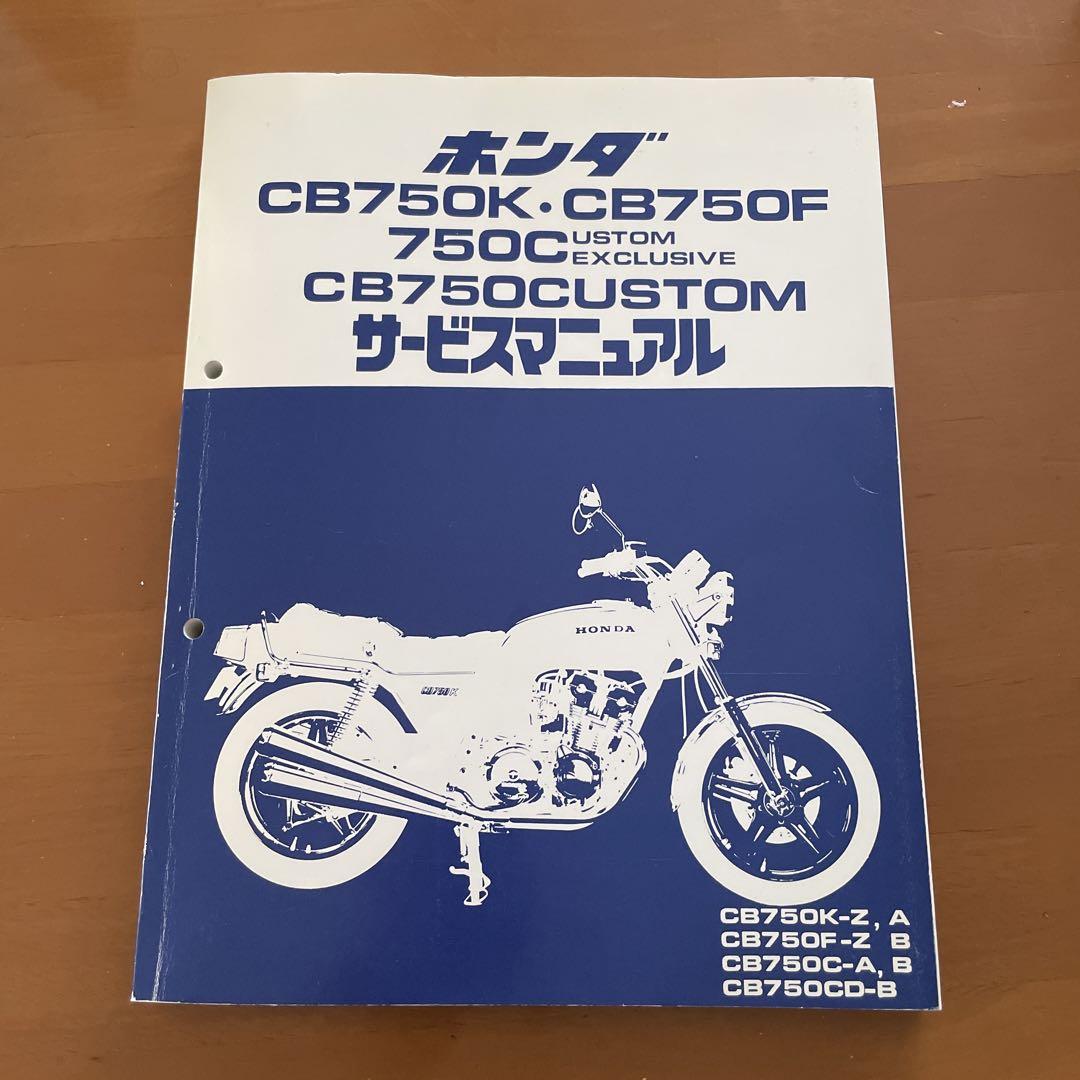 ホンダ
CB750K・CB750F
750CUSTOM
EXCLUSIVE
CB750CUSTOM
サービスマニュアル
HONDA
CB750K
CB750K-Z, A
CB750F-Z B
CB750C-A, B
CB750CD-B